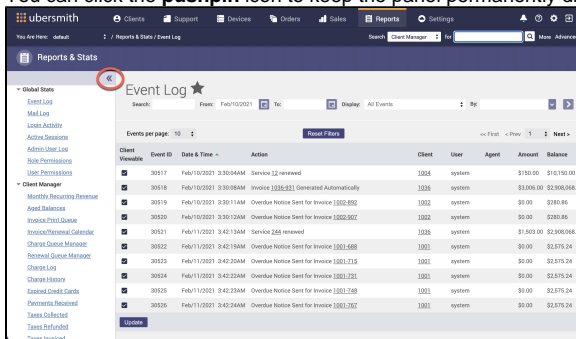 ubersmith Clients Support Devices Orders Sales Reports Settings
You Are Here: default / Reports & Stats / Event Log Search Client Manager for More Advanced
Reports & Stats
«
Global Stats
Event Log
Mail Log
Login Activity
Active Sessions
Admin User Log
Role Permissions
User Permissions
Client Manager
Monthly Recurring Revenue
Aged Balances
Invoice Print Queue
Invoice/Renewal Calendar
Charge Queue Manager
Renewal Queue Manager
Charge Log
Charge History
Expired Credit Cards
Payments Received
Taxes Collected
Taxes Refunded
Event Log
Search: From: Feb/10/2021 To: Display: All Events By:
Events per page: 10 Reset Filters << First < Prev 1 Next >
Client Viewable Event ID Date & Time Action Client User Agent Amount Balance
30517 Feb/10/2021 3:30:04AM Service 12 renewed 1004 system $150.00 $10,150.00
30518 Feb/10/2021 3:30:08AM Invoice 1036-931 Generated Automatically 1036 system $3,006.00 $2,908,068.
30519 Feb/10/2021 3:30:11AM Overdue Notice Sent for Invoice 1002-892 1002 system $0.00 $280.86
30520 Feb/10/2021 3:30:12AM Overdue Notice Sent for Invoice 1002-907 1002 system $0.00 $280.86
30521 Feb/11/2021 3:42:13AM Service 244 renewed 1036 system $1,503.00 $2,908,068.
30522 Feb/11/2021 3:42:19AM Overdue Notice Sent for Invoice 1001-688 1001 system $0.00 $2,575.24
30523 Feb/11/2021 3:42:20AM Overdue Notice Sent for Invoice 1001-715 1001 system $0.00 $2,575.24
30524 Feb/11/2021 3:42:22AM Overdue Notice Sent for Invoice 1001-731 1001 system $0.00 $2,575.24
30525 Feb/11/2021 3:42:23AM Overdue Notice Sent for Invoice 1001-748 1001 system $0.00 $2,575.24
30526 Feb/11/2021 3:42:24AM Overdue Notice Sent for Invoice 1001-767 1001 system $0.00 $2,575.24
Update